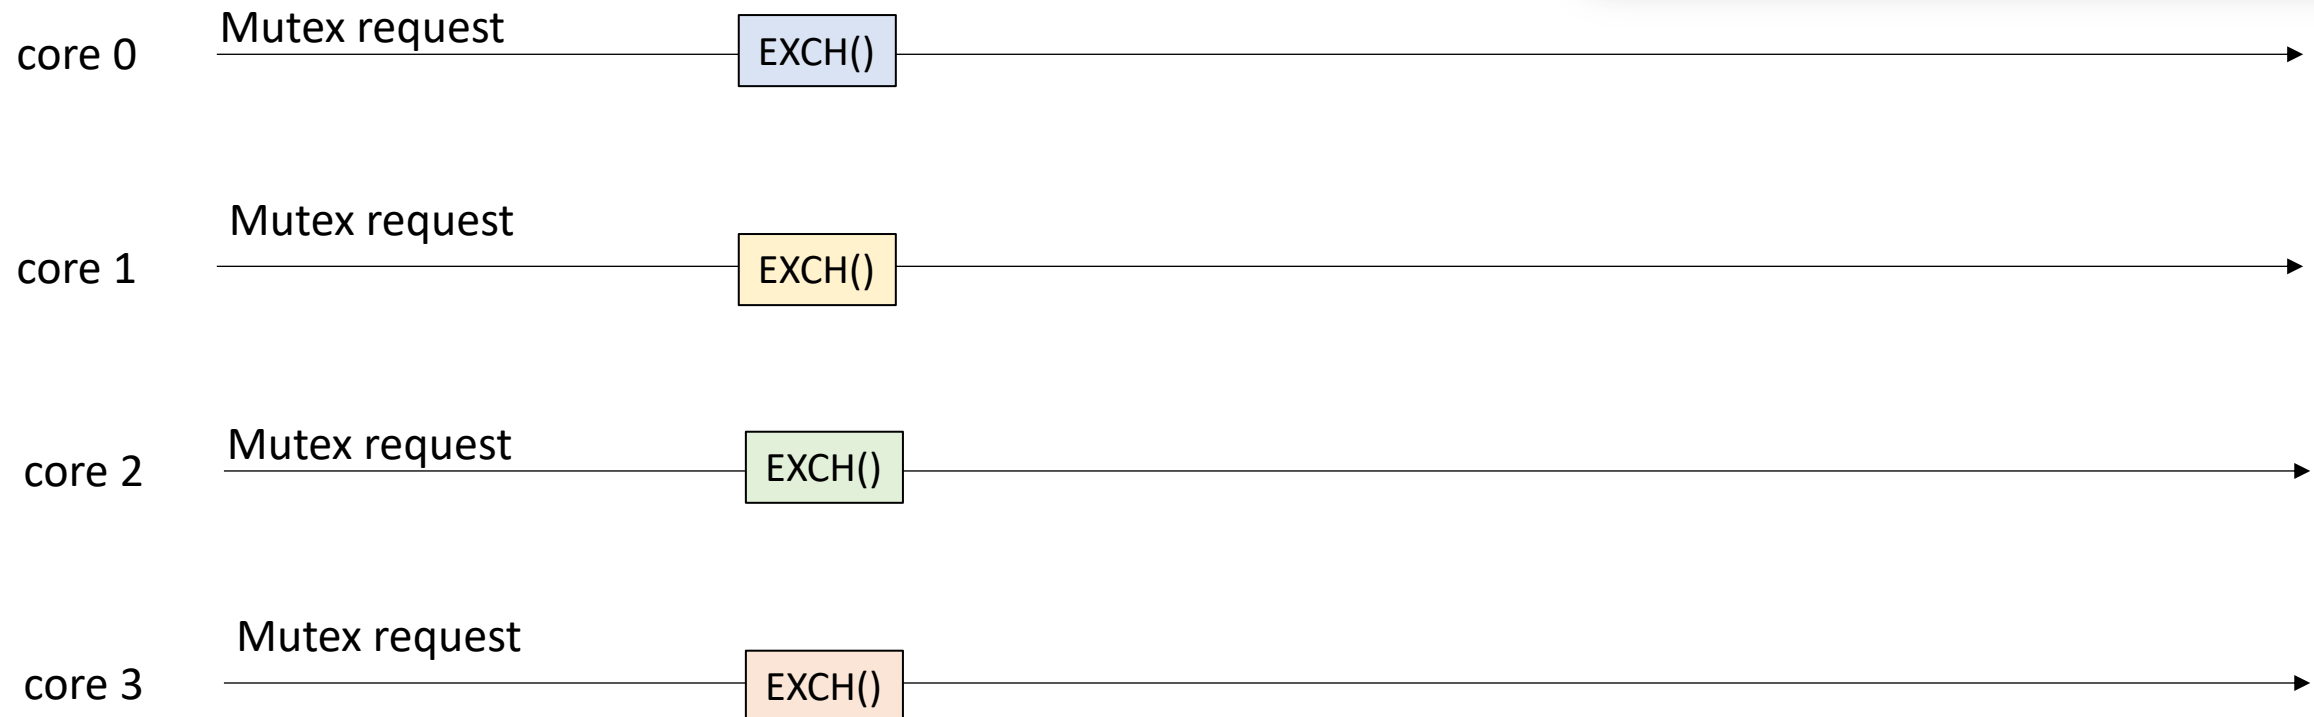 Mutex request
core 0
EXCH()
Mutex request
core 1
EXCH()
Mutex request
core 2
EXCH()
Mutex request
core 3
EXCH()